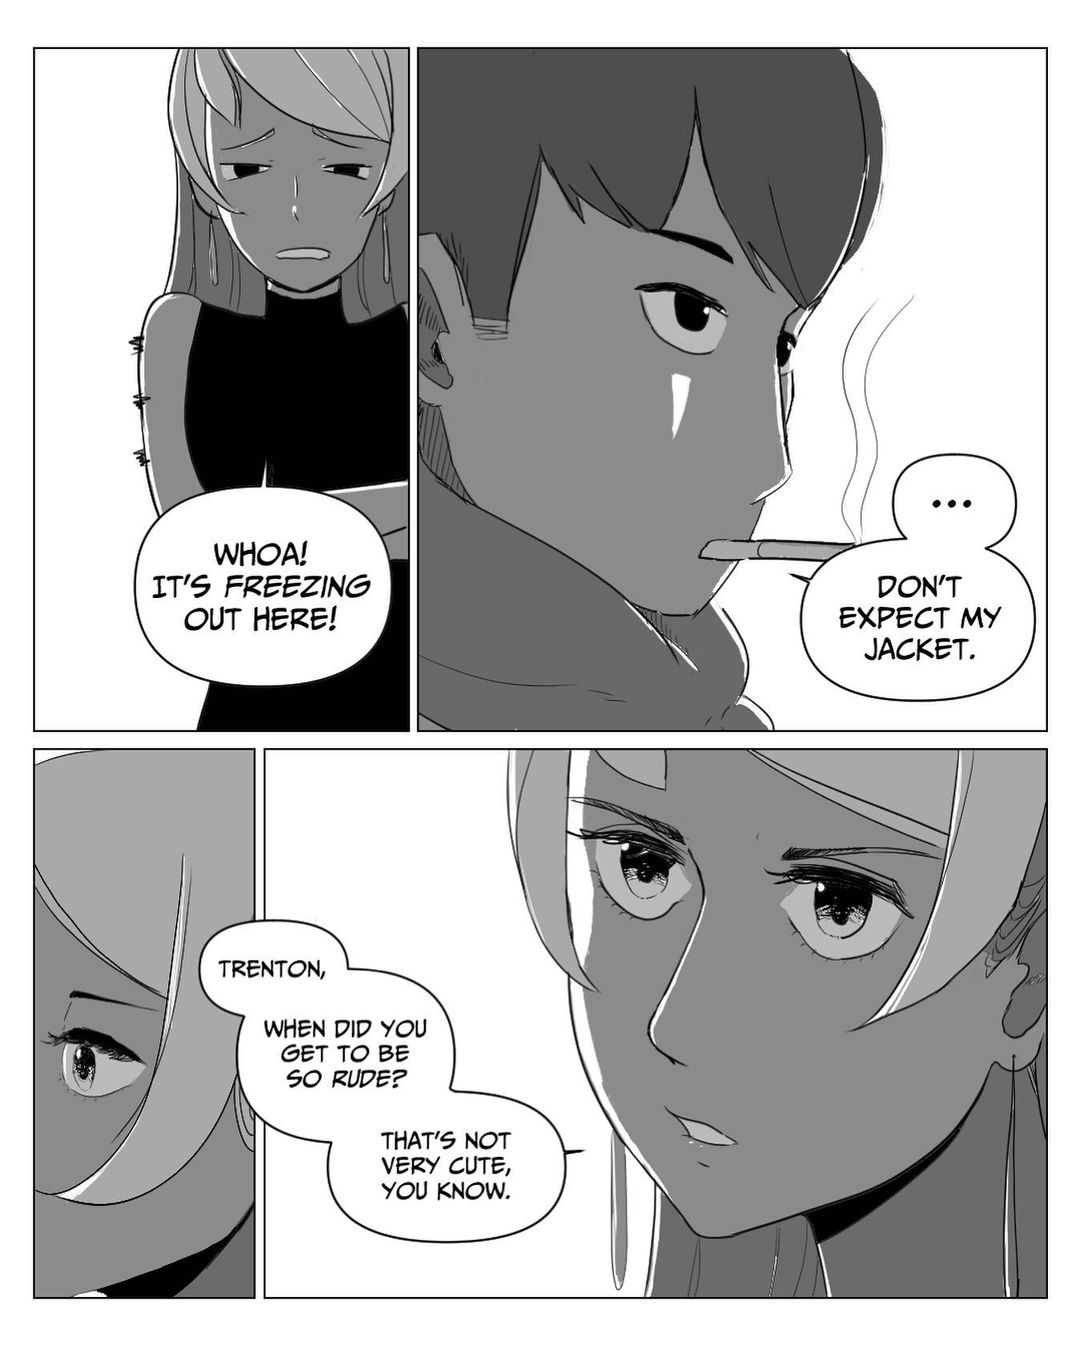 WHOA!
IT'S FREEZING
OUT HERE!
...
DON'T
EXPECT MY
JACKET.
TRENTON,
WHEN DID YOU
GET TO BE
SO RUDE?
THAT'S NOT
VERY CUTE,
YOU KNOW.